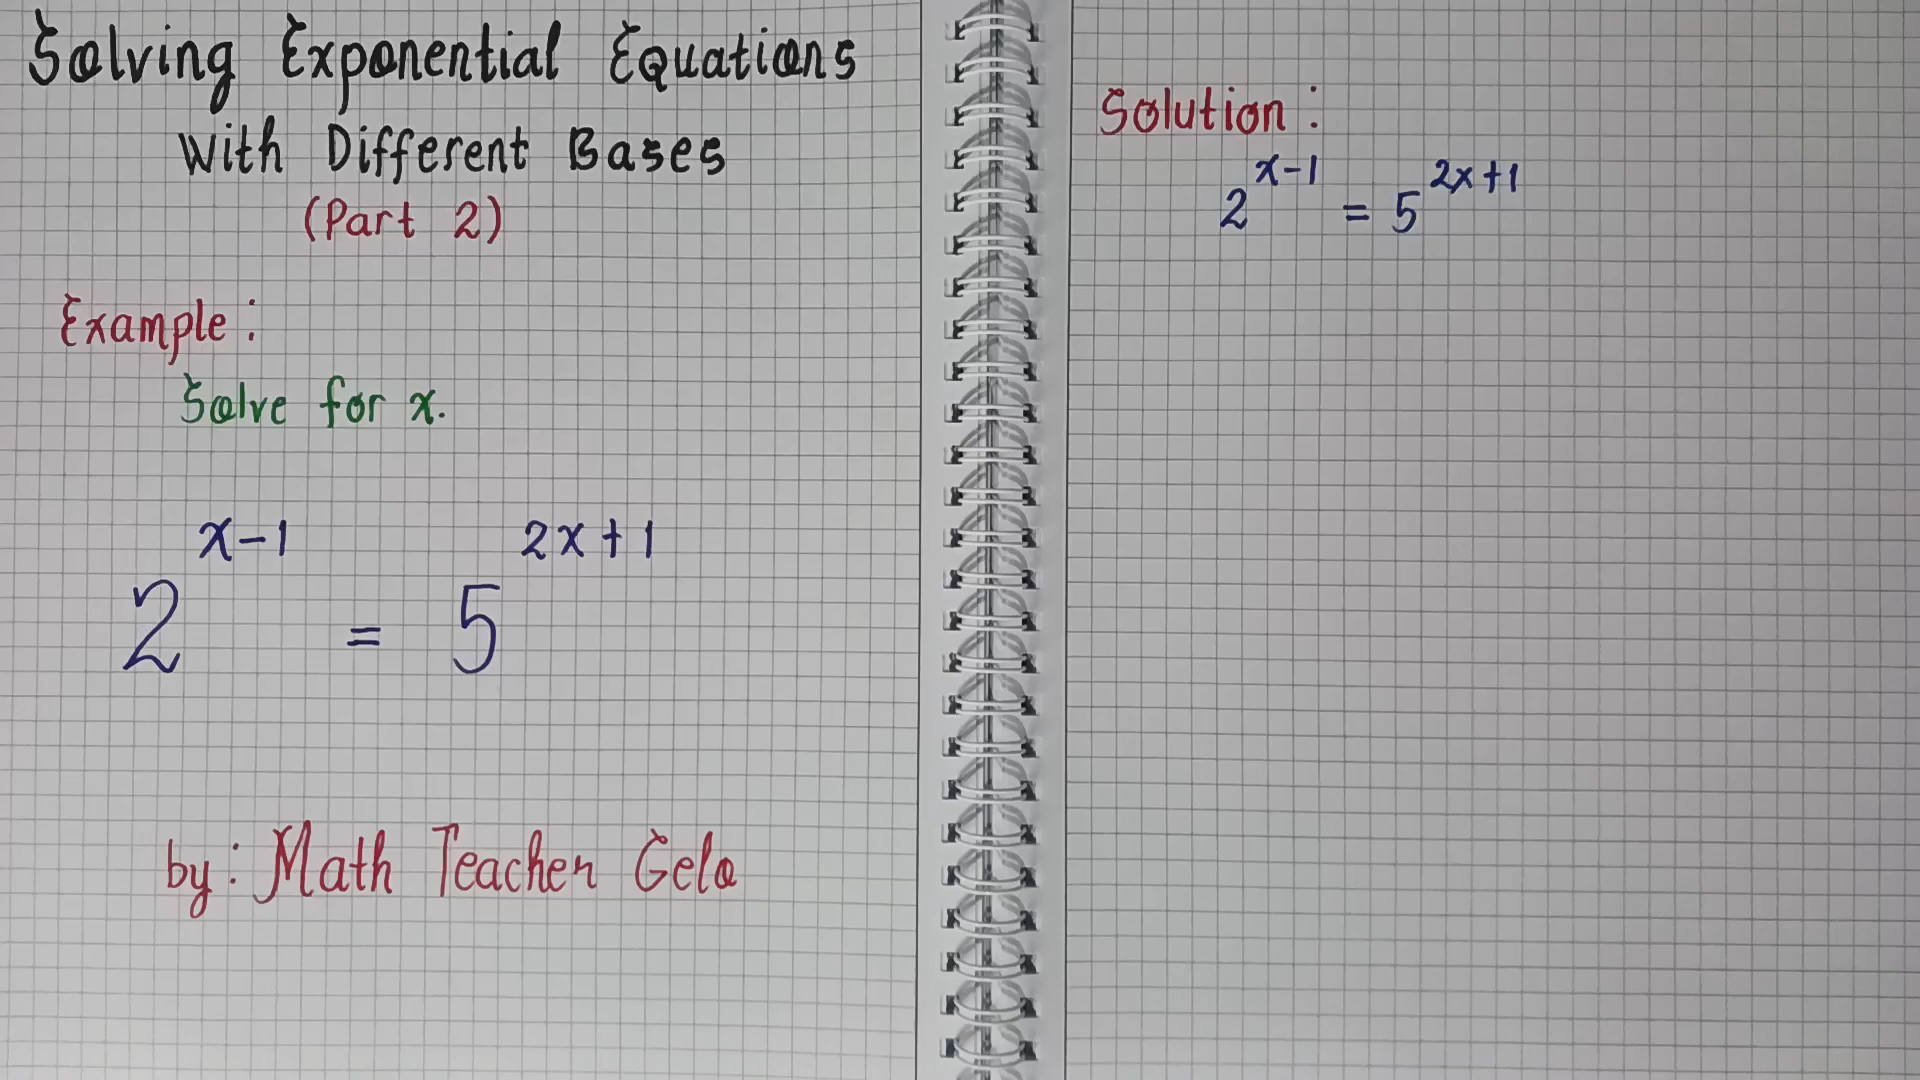 Solving Exponential Equations
With Different Bases
(Part 2)
Example:
Solve for x.
2^{x-1} = 5^{2x+1}
by: Math Teacher Gelo
Solution:
2^{x-1} = 5^{2x+1}